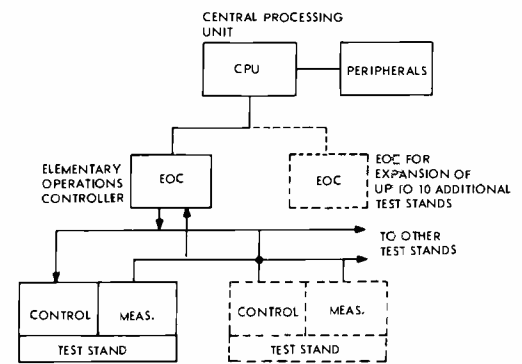 CENTRAL PROCESSING
UNIT
CPU
PERIPHERALS
ELEMENTARY
OPERATIONS
CONTROLLER
EOC
EOC
EOC FOR
EXPANSION OF
UP TO 10 ADDITIONAL
TEST STANDS
TO OTHER
TEST STANDS
CONTROL
MEAS.
TEST STAND
CONTROL
MEAS.
TEST STAND